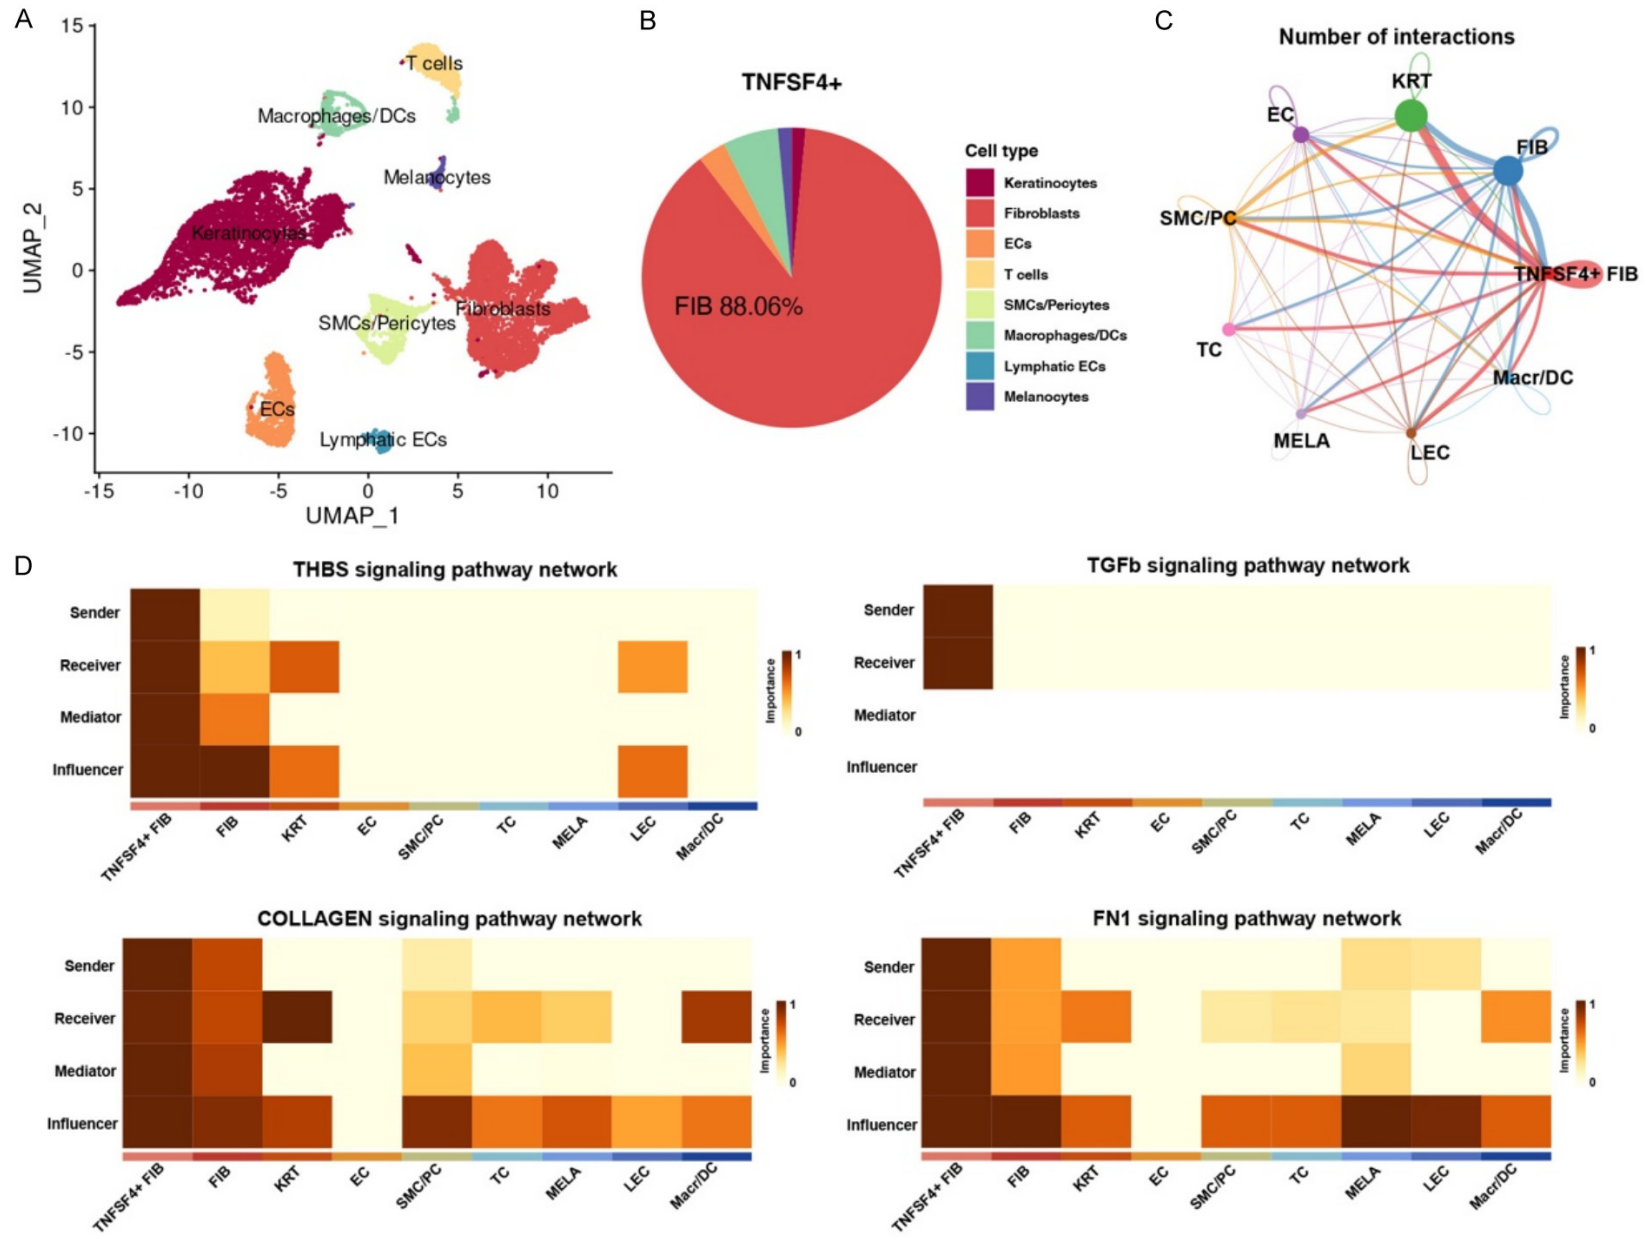 A
15
10
5
0
-5
-10
UMAP_2
-15
-10
-5
0
5
10
UMAP_1
T cells
Macrophages/DCs
Melanocytes
Keratinocytes
Fibroblasts
SMCs/Pericytes
ECs
Lymphatic ECs
B
TNFSF4+
FIB 88.06%
Cell type
Keratinocytes
Fibroblasts
ECs
T cells
SMCs/Pericytes
Macrophages/DCs
Lymphatic ECs
Melanocytes
C
Number of interactions
KRT
EC
FIB
SMC/PC
TNFSF4+ FIB
TC
Macr/DC
MELA
LEC
D
THBS signaling pathway network
Sender
Receiver
Mediator
Influencer
TNFSF4+ FIB
FIB
KRT
EC
SMC/PC
TC
MELA
LEC
Macr/DC
Importance
1
0
TGFb signaling pathway network
Sender
Receiver
Mediator
Influencer
TNFSF4+ FIB
FIB
KRT
EC
SMC/PC
TC
MELA
LEC
Macr/DC
Importance
1
0
COLLAGEN signaling pathway network
Sender
Receiver
Mediator
Influencer
TNFSF4+ FIB
FIB
KRT
EC
SMC/PC
TC
MELA
LEC
Macr/DC
Importance
1
0
FN1 signaling pathway network
Sender
Receiver
Mediator
Influencer
TNFSF4+ FIB
FIB
KRT
EC
SMC/PC
TC
MELA
LEC
Macr/DC
Importance
1
0